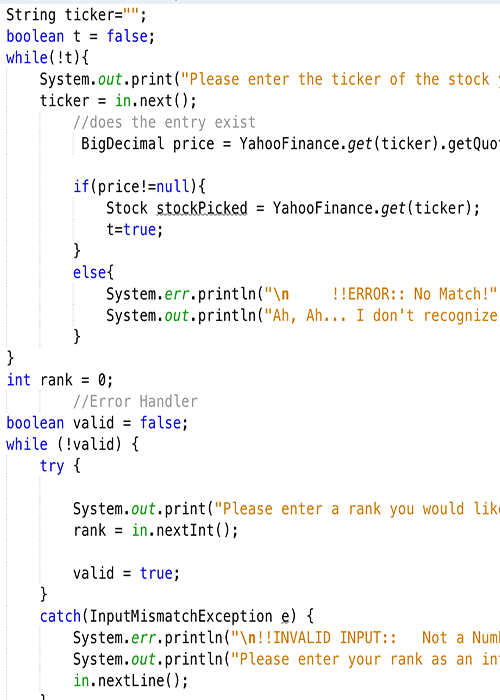 String ticker="";
boolean t = false;
while(!t){
System.out.print("Please enter the ticker of the stock
ticker = in.next();
//does the entry exist
BigDecimal price = YahooFinance.get(ticker).getQuo
if(price!=null){
Stock stockPicked = YahooFinance.get(ticker);
t=true;
}
else{
System.err.println("\n     !!ERROR:: No Match!"
System.out.println("Ah, Ah... I don't recognize
}
}
int rank = 0;
//Error Handler
boolean valid = false;
while (!valid) {
try {
System.out.print("Please enter a rank you would lik
rank = in.nextInt();
valid = true;
}
catch(InputMismatchException e) {
System.err.println("\n!!INVALID INPUT::   Not a Num
System.out.println("Please enter your rank as an in
in.nextLine();